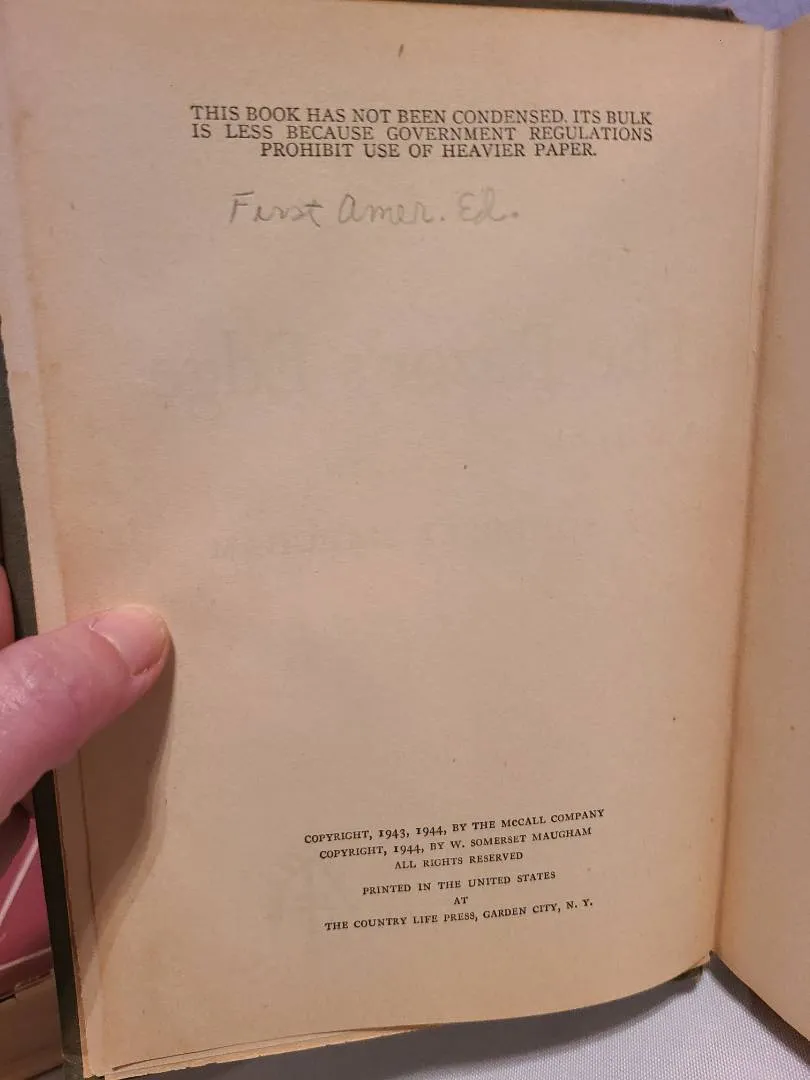 THIS BOOK HAS NOT BEEN CONDENSED. ITS BULK
IS LESS BECAUSE GOVERNMENT REGULATIONS
PROHIBIT USE OF HEAVIER PAPER.
First Amer. Ed.
COPYRIGHT, 1943, 1944, BY THE MCCALL COMPANY
COPYRIGHT, 1944, BY W. SOMERSET MAUGHAM
ALL RIGHTS RESERVED
PRINTED IN THE UNITED STATES
AT
THE COUNTRY LIFE PRESS, GARDEN CITY, N. Y.